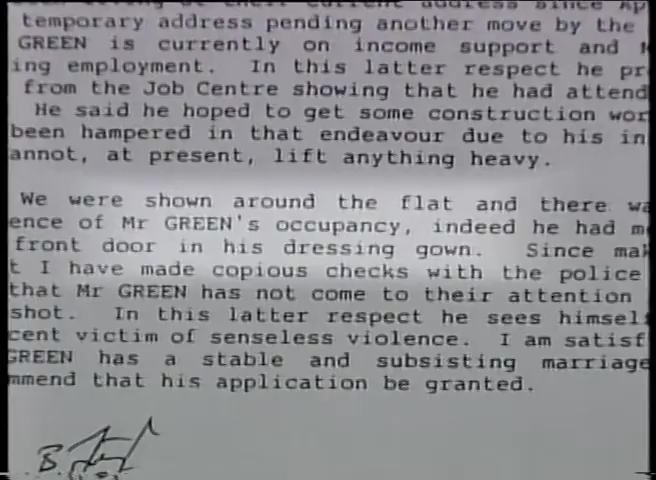 temporary address pending another move by the
GREEN is currently on income support and
ing employment. In this latter respect he pr
from the Job Centre showing that he had attend
He said he hoped to get some construction wor
been hampered in that endeavour due to his in
annot, at present, lift anything heavy.
We were shown around the flat and there wa
ence of Mr GREEN's occupancy, indeed he had m
front door in his dressing gown. Since mak
t I have made copious checks with the police
that Mr GREEN has not come to their attention
shot. In this latter respect he sees himself
cent victim of senseless violence. I am satisf
GREEN has a stable and subsisting marriage
mmend that his application be granted.
B.